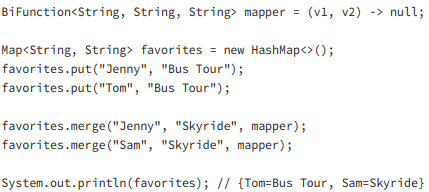 BiFunction<String, String, String> mapper = (v1, v2) -> null;
Map<String, String> favorites = new HashMap<>();
favorites.put("Jenny", "Bus Tour");
favorites.put("Tom", "Bus Tour");
favorites.merge("Jenny", "Skyride", mapper);
favorites.merge("Sam", "Skyride", mapper);
System.out.println(favorites); // {Tom=Bus Tour, Sam=Skyride}